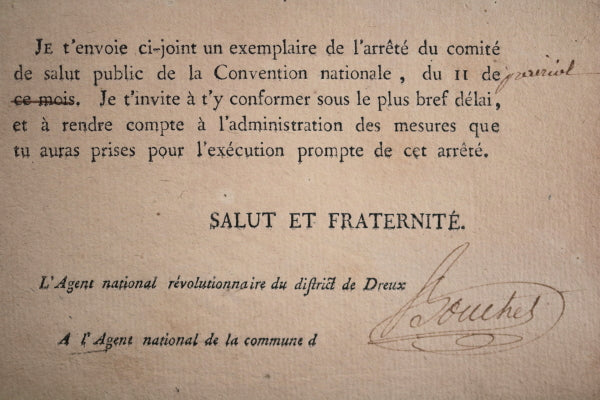 JE t'envoie ci-joint un exemplaire de l'arrêté du comité
de salut public de la Convention nationale, du 11 de prairial
ce mois. Je t'invite à t'y conformer sous le plus bref délai,
et à rendre compte à l'administration des mesures que
tu auras prises pour l'exécution prompte de cet arrêté.
SALUT ET FRATERNITÉ.
L'Agent national révolutionnaire du district de Dreux
A l'Agent national de la commune d